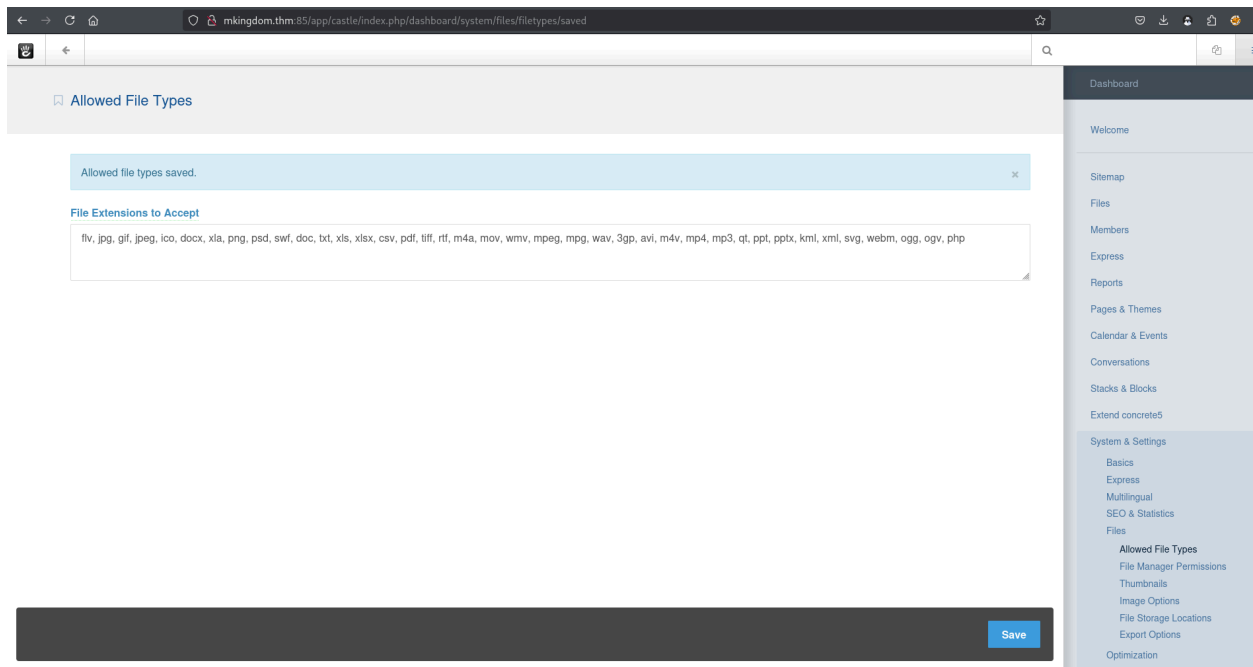 mkingdom.thm:85/app/castle/index.php/dashboard/system/files/filetypes/saved
Allowed File Types
Allowed file types saved.
×
File Extensions to Accept
flv, jpg, gif, jpeg, ico, docx, xla, png, psd, swf, doc, txt, xls, xlsx, csv, pdf, tiff, rtf, m4a, mov, wmv, mpeg, mpg, wav, 3gp, avi, m4v, mp4, mp3, qt, ppt, pptx, kml, xml, svg, webm, ogg, ogv, php
Save
Dashboard
Welcome
Sitemap
Files
Members
Express
Reports
Pages & Themes
Calendar & Events
Conversations
Stacks & Blocks
Extend concrete5
System & Settings
Basics
Express
Multilingual
SEO & Statistics
Files
Allowed File Types
File Manager Permissions
Thumbnails
Image Options
File Storage Locations
Export Options
Optimization